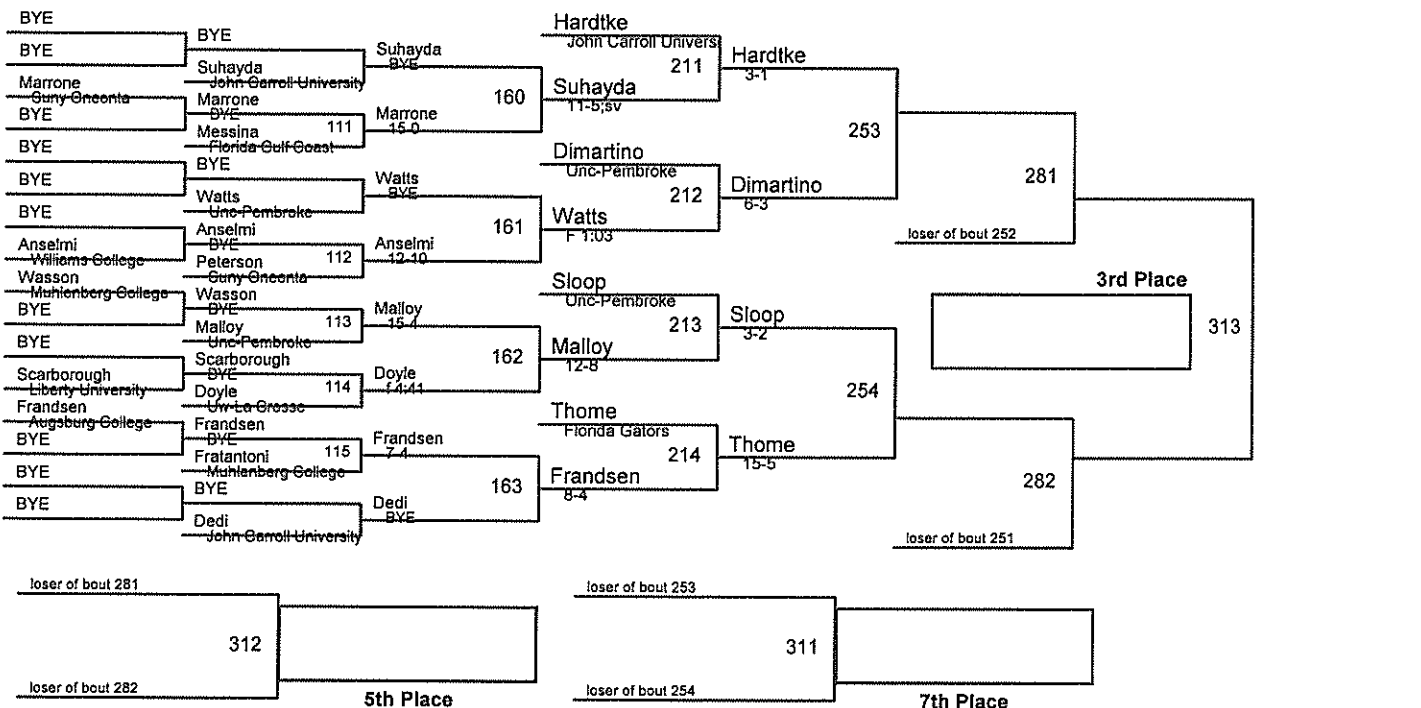 BYE
BYE
Marrone
Suny Oneonta
BYE
BYE
BYE
BYE
Anselmi
Williams College
Wasson
Muhlenberg College
BYE
BYE
Scarborough
Liberty University
Frandsen
Augsburg College
BYE
BYE
BYE
BYE
Suhayda
John Carroll University
Marrone
BYE
Messina
Florida Gulf Coast
111
BYE
Watts
Unc-Pembroke
Anselmi
BYE
Peterson
Suny Oneonta
112
Wasson
BYE
Malloy
Unc-Pembroke
113
Scarborough
BYE
Doyle
Uw-La Crosse
114
Frandsen
BYE
Fratantoni
Muhlenberg College
115
BYE
Dedi
John Carroll University
Suhayda
BYE
160
Marrone
15-0
Watts
BYE
161
Anselmi
12-10
Malloy
15-4
162
Doyle
f 4:41
Frandsen
7-4
163
Dedi
BYE
Hardtke
John Carroll Univers
211
Suhayda
11-5;sv
Dimartino
Unc-Pembroke
212
Watts
F 1:03
Sloop
Unc-Pembroke
213
Malloy
12-8
Thome
Florida Gators
214
Frandsen
8-4
Hardtke
3-1
253
Dimartino
6-3
Sloop
3-2
254
Thome
15-5
281
loser of bout 252
282
loser of bout 251
3rd Place
313
loser of bout 281
312
loser of bout 282
5th Place
loser of bout 253
311
loser of bout 254
7th Place